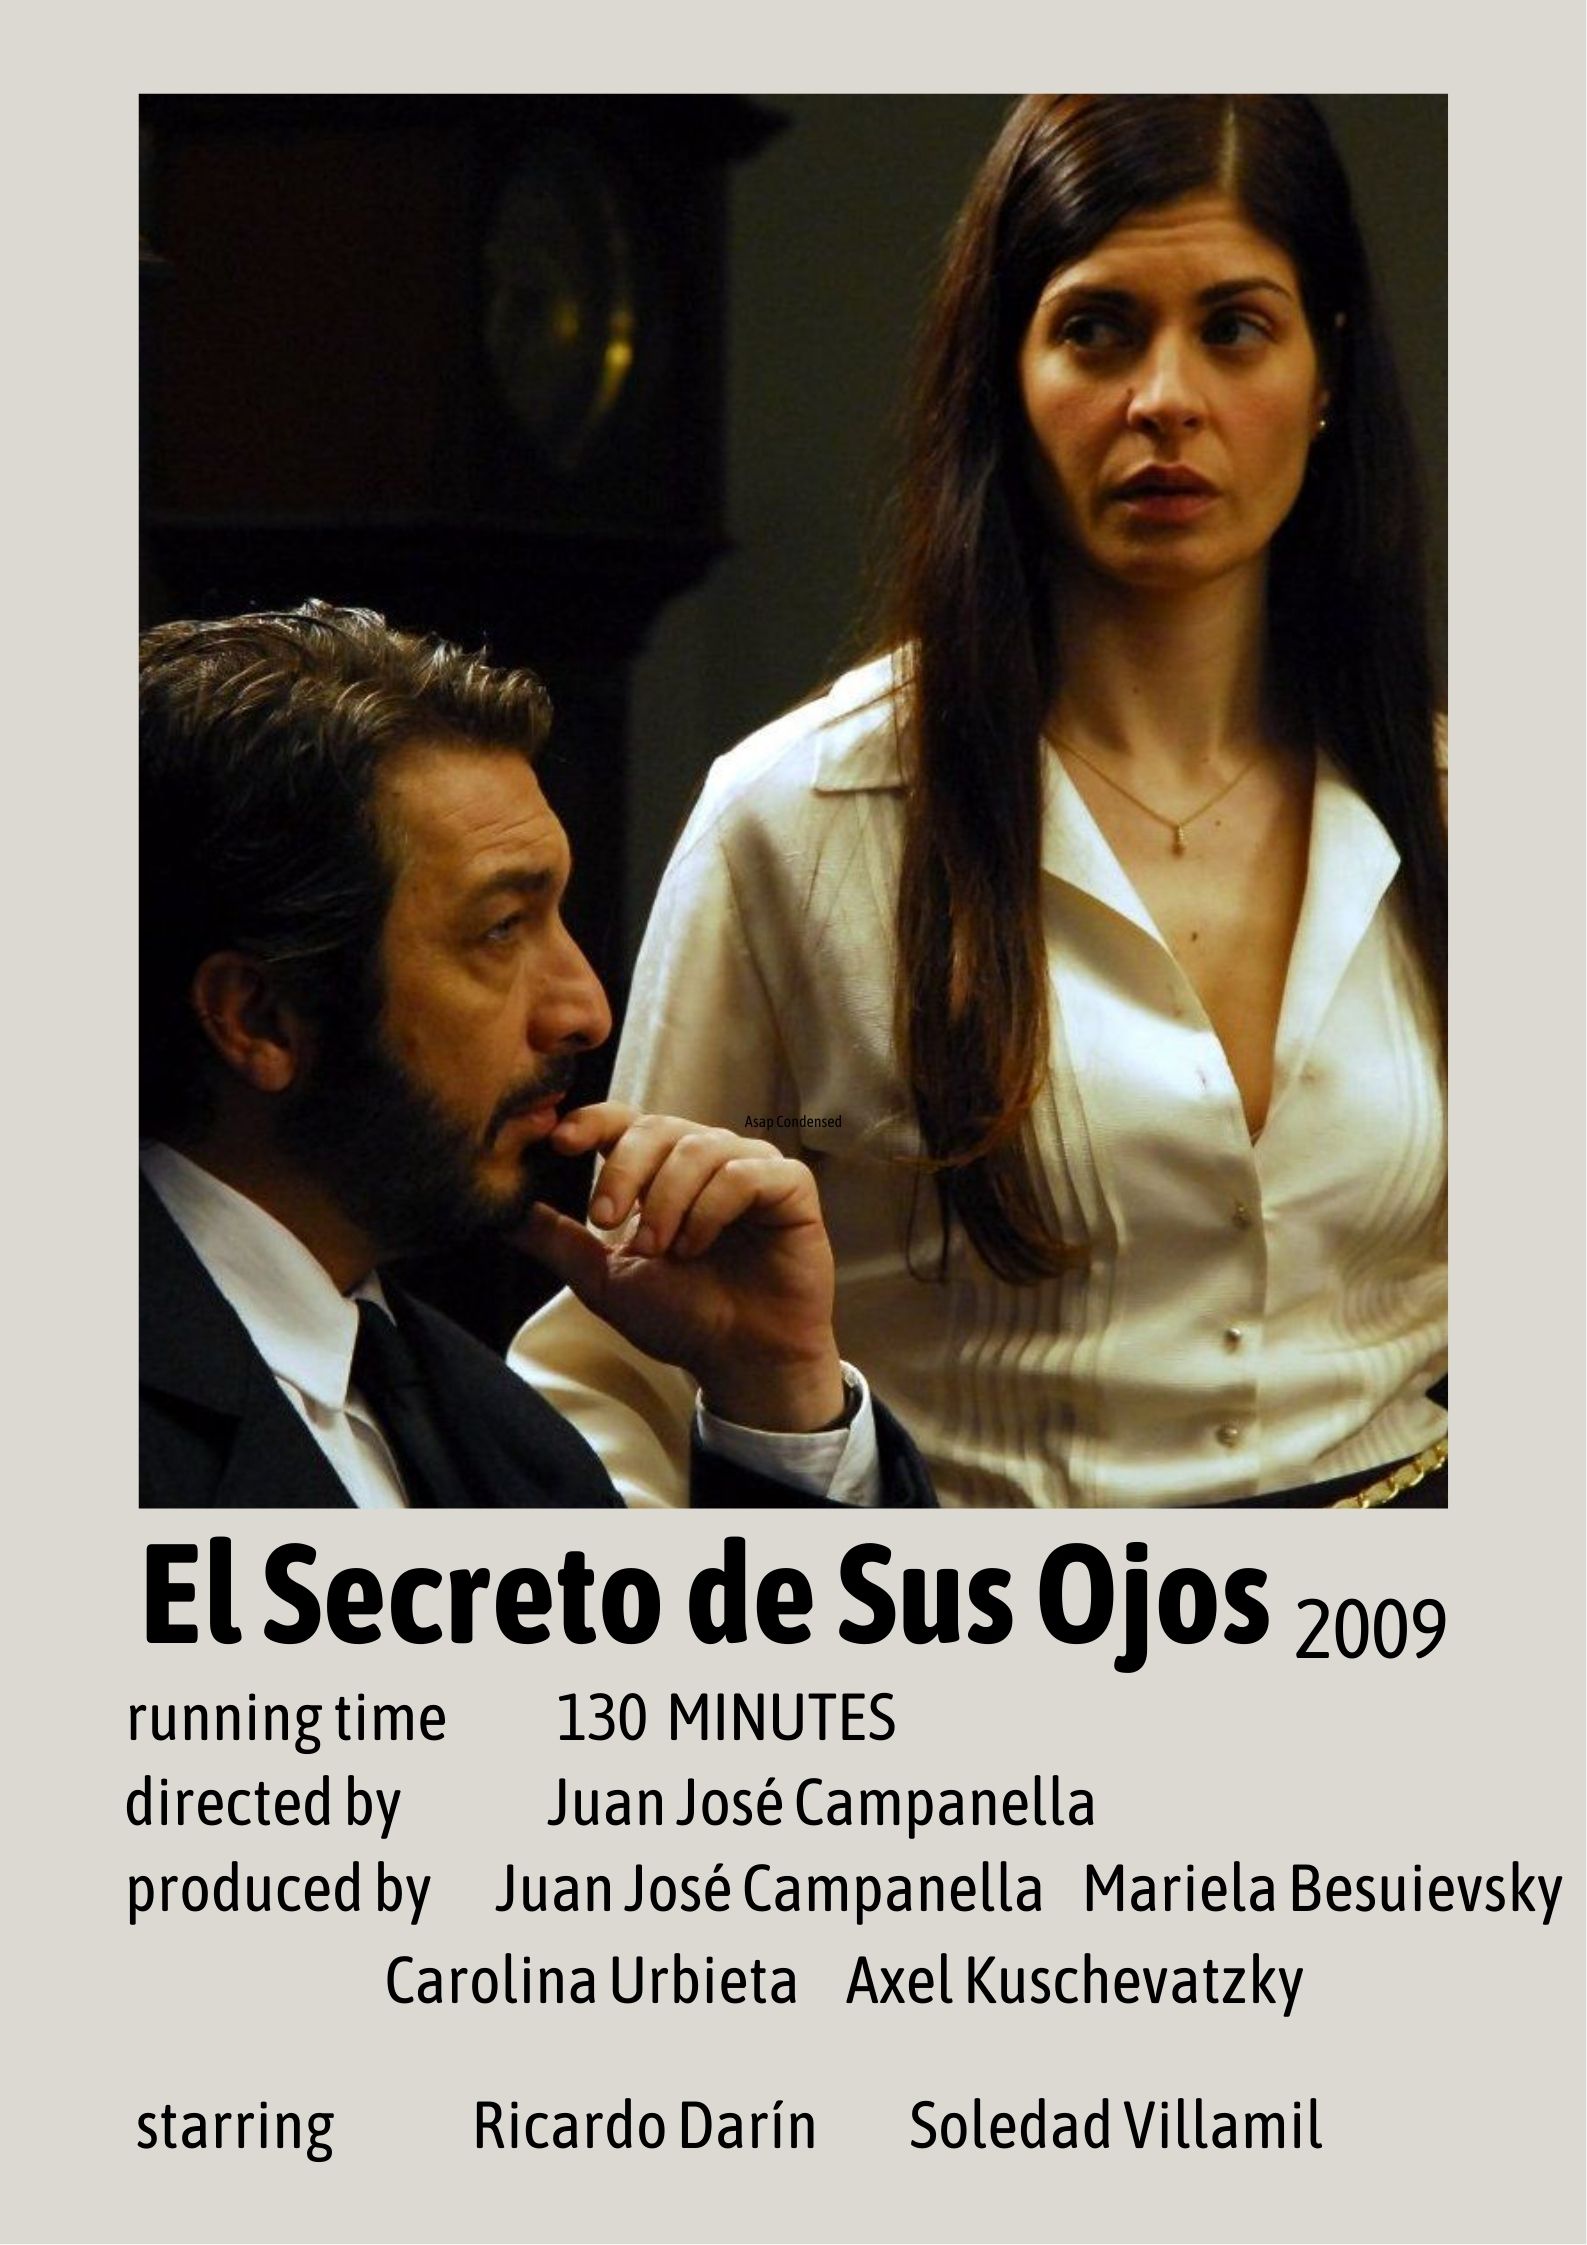 Asap Condensed
El Secreto de Sus Ojos 2009
running time 130 MINUTES
directed by Juan José Campanella
produced by Juan José Campanella Mariela Besuievsky
Carolina Urbieta Axel Kuschevatzky
starring Ricardo Darín Soledad Villamil